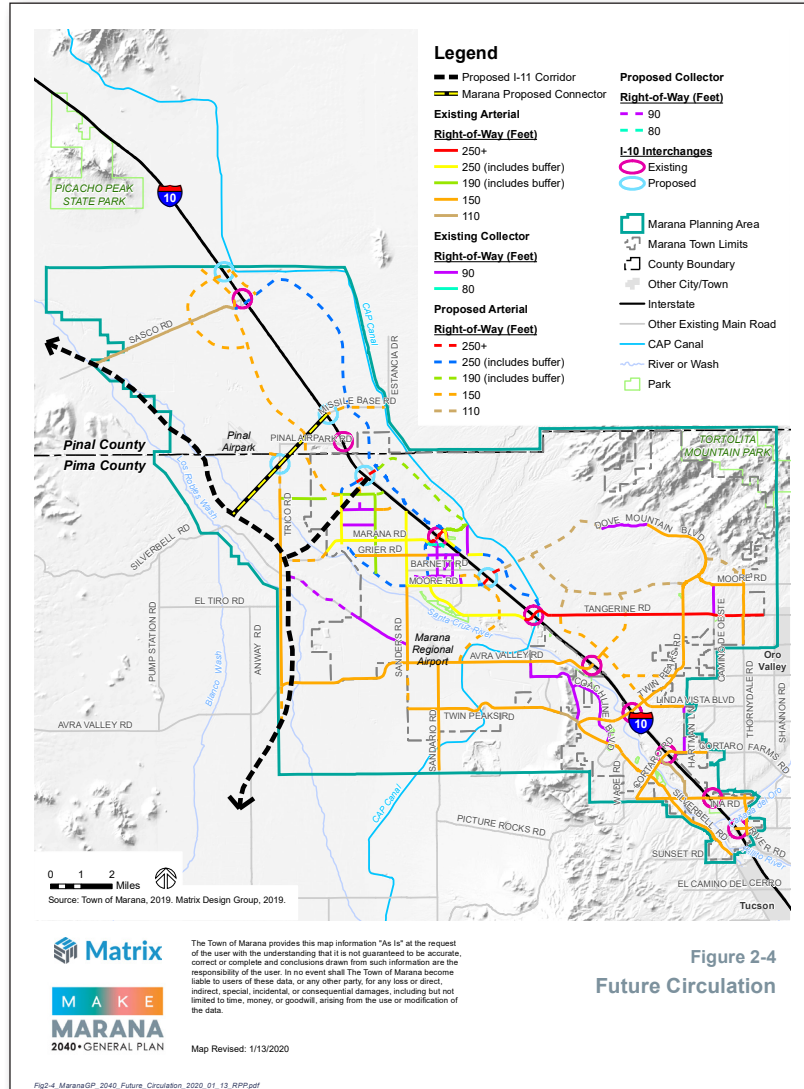 Legend
Proposed I-11 Corridor
Marana Proposed Connector
Existing Arterial
Right-of-Way (Feet)
250+
250 (includes buffer)
190 (includes buffer)
150
110
Existing Collector
Right-of-Way (Feet)
90
80
Proposed Arterial
Right-of-Way (Feet)
250+
250 (includes buffer)
190 (includes buffer)
150
110
Proposed Collector
Right-of-Way (Feet)
90
80
I-10 Interchanges
Existing
Proposed
Marana Planning Area
Marana Town Limits
County Boundary
Other City/Town
Interstate
Other Existing Main Road
CAP Canal
River or Wash
Park
PICACHO PEAK
STATE PARK
10
SASCO RD
CAP Canal
ESTANCIA DR
MISSILE BASE RD
Pinal County
Pima County
Pinal
Airpark
PINAL AIRPARK RD
TORTOLITA
MOUNTAIN PARK
Los Robles Wash
TRICO RD
DOVE MOUNTAIN BLVD
SILVERBELL RD
MARANA RD
GRIER RD
BARNETT RD
MOORE RD
MOORE RD
EL TIRO RD
TANGERINE RD
Santa Cruz River
PUMP STATION RD
ANWAY RD
SANDERS RD
Marana
Regional
Airport
CAMINO DE OESTE
Oro
Valley
Blanco Wash
AVRA VALLEY RD
COACHLINE BLVD
TWIN PEAKS RD
LINDA VISTA BLVD
THORNYDALE RD
SHANNON RD
AVRA VALLEY RD
TWIN PEAKS RD
10
HARTMAN LN
SANDARIO RD
CORTARO RD
CORTARO FARMS RD
WADE RD
CAP Canal
SILVERBELL RD
INA RD
RIVER RD
PICTURE ROCKS RD
SUNSET RD
EL CAMINO DEL CERRO
Tucson
0 1 2
Miles
Source: Town of Marana, 2019. Matrix Design Group, 2019.
Matrix
The Town of Marana provides this map information "As Is" at the request
of the user with the understanding that it is not guaranteed to be accurate,
correct or complete and conclusions drawn from such information are the
responsibility of the user. In no event shall The Town of Marana become
liable to users of these data, or any other party, for any loss or direct,
indirect, special, incidental, or consequential damages, including but not
limited to time, money, or goodwill, arising from the use or modification of
the data.
Map Revised: 1/13/2020
MAKE
MARANA
2040 • GENERAL PLAN
Figure 2-4
Future Circulation
Fig2-4_MaranaGP_2040_Future_Circulation_2020_01_13_RPP.pdf